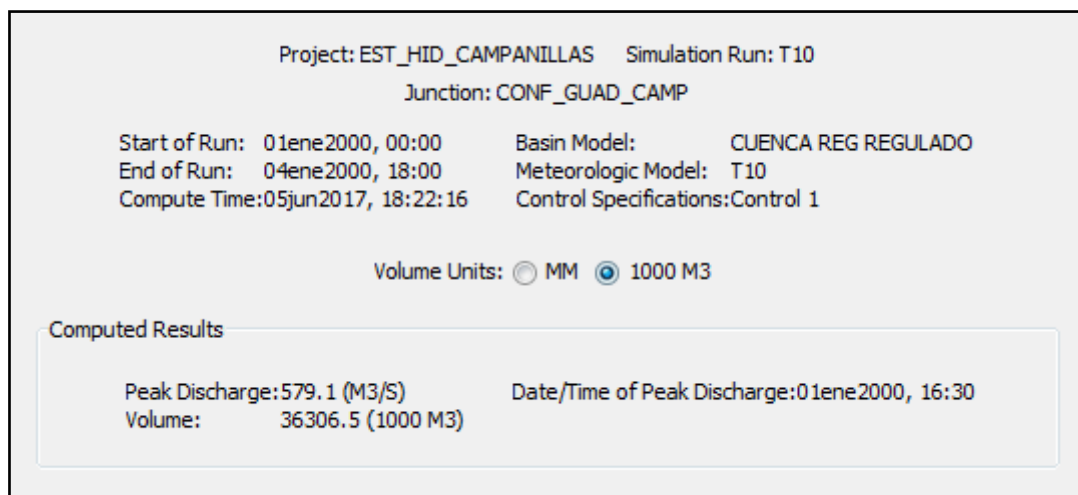 Project: EST_HID_CAMPANILLAS Simulation Run: T10
Junction: CONF_GUAD_CAMP
Start of Run: 01ene2000, 00:00 Basin Model: CUENCA REG REGULADO
End of Run: 04ene2000, 18:00 Meteorologic Model: T10
Compute Time:05jun2017, 18:22:16 Control Specifications:Control 1
Volume Units: MM 1000 M3
Computed Results
Peak Discharge:579.1 (M3/S) Date/Time of Peak Discharge:01ene2000, 16:30
Volume: 36306.5 (1000 M3)